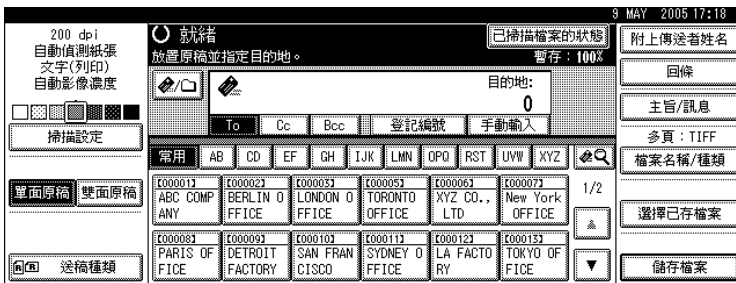 9 MAY 2005 17:18
200 dpi
自動偵測紙張
文字(列印)
自動影像濃度
掃描設定
單面原稿 雙面原稿
送稿種類
就緒
已掃描檔案的狀態
放置原稿並指定目的地。
暫存:100%
目的地:
0
To Cc Bcc 登記編號 手動輸入
常用 AB CD EF GH IJK LMN OPQ RST UVW XYZ
[00001] [00002] [00003] [00005] [00006] [00007]
ABC COMP BERLIN O LONDON O TORONTO XYZ CO., New York
ANY FFICE FFICE OFFICE LTD OFFICE
1/2
[00008] [00009] [00010] [00011] [00012] [00013]
PARIS OF DETROIT SAN FRAN SYDNEY O LA FACTO TOKYO OF
FICE FACTORY CISCO FFICE RY FICE
附上傳送者姓名
回條
主旨/訊息
多頁:TIFF
檔案名稱/種類
選擇已存檔案
儲存檔案